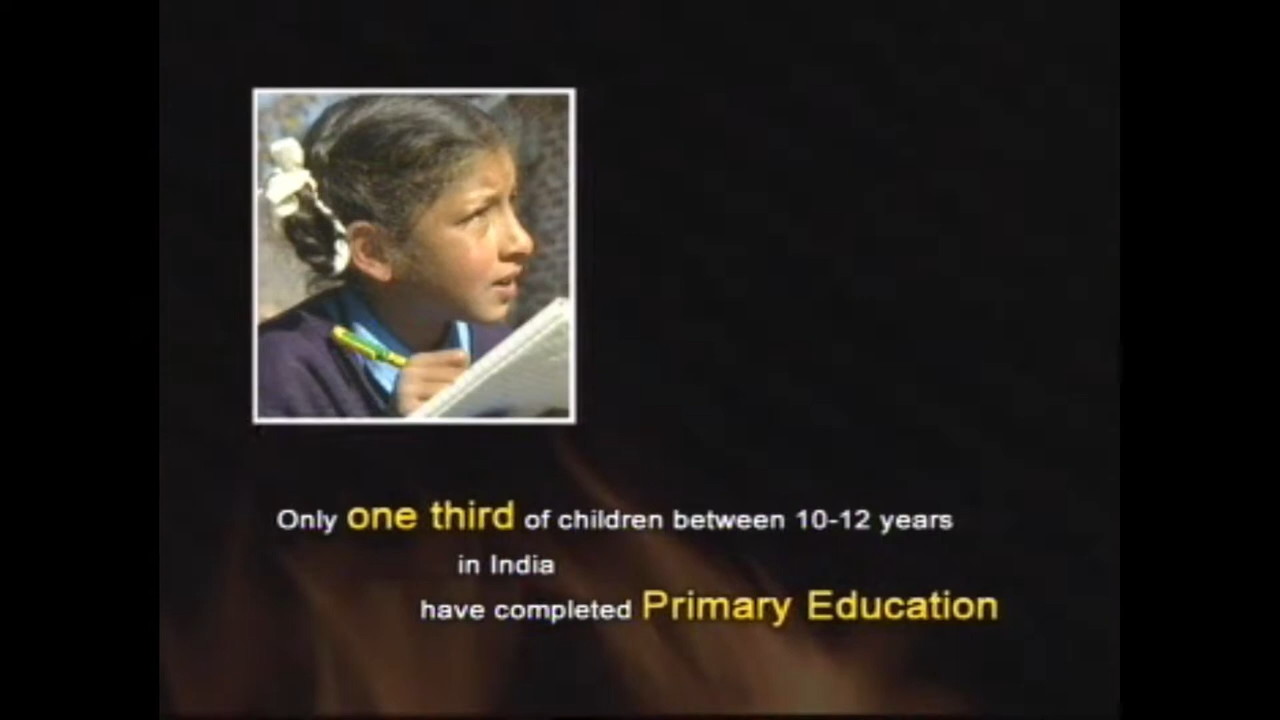 Only one third of children between 10-12 years
in India
have completed Primary Education